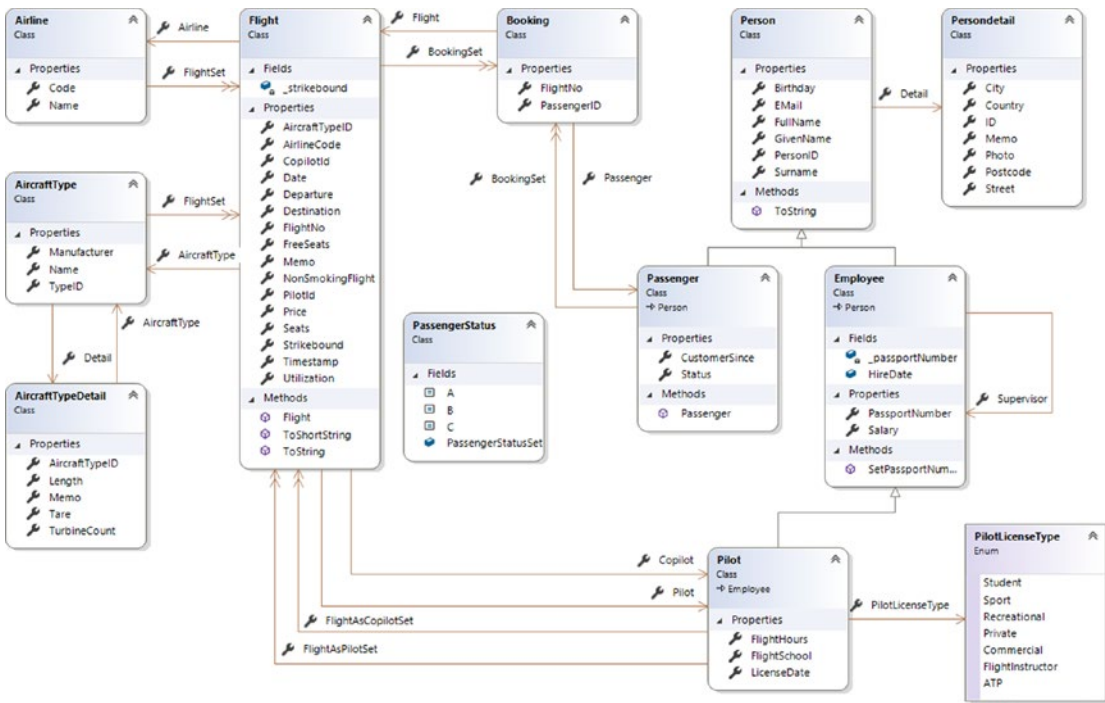 Airline
Class
Properties
Code
Name
Airline
FlightSet
Flight
Class
Fields
_strikebound
Properties
AircraftTypeID
AirlineCode
CopilotId
Date
Departure
Destination
FlightNo
FreeSeats
Memo
NonSmokingFlight
PilotId
Price
Seats
Strikebound
Timestamp
Utilization
Methods
Flight
ToShortString
ToString
Flight
BookingSet
Booking
Class
Properties
FlightNo
PassengerID
BookingSet
Passenger
Person
Class
Properties
Birthday
EMail
FullName
GivenName
PersonID
Surname
Methods
ToString
Detail
Persondetail
Class
City
Country
ID
Memo
Photo
Postcode
Street
AircraftType
Class
Properties
Manufacturer
Name
TypeID
FlightSet
AircraftType
AircraftType
Detail
AircraftTypeDetail
Class
Properties
AircraftTypeID
Length
Memo
Tare
TurbineCount
PassengerStatus
Class
Fields
A
B
C
PassengerStatusSet
Passenger
Class
Person
Properties
CustomerSince
Status
Methods
Passenger
Employee
Class
Person
Fields
_passportNumber
HireDate
Properties
PassportNumber
Salary
Methods
SetPassportNum...
Supervisor
Copilot
Pilot
FlightAsCopilotSet
FlightAsPilotSet
Pilot
Class
Employee
Properties
FlightHours
FlightSchool
LicenseDate
PilotLicenseType
PilotLicenseType
Enum
Student
Sport
Recreational
Private
Commercial
FlightInstructor
ATP